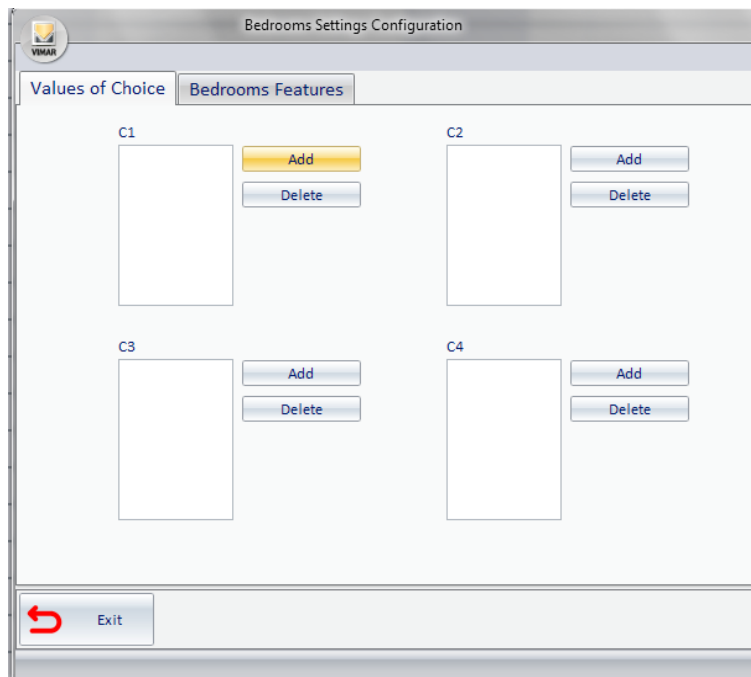 Bedrooms Settings Configuration
VIMAR
Values of Choice Bedrooms Features
C1 C2
Add Add
Delete Delete
C3 C4
Add Add
Delete Delete
Exit